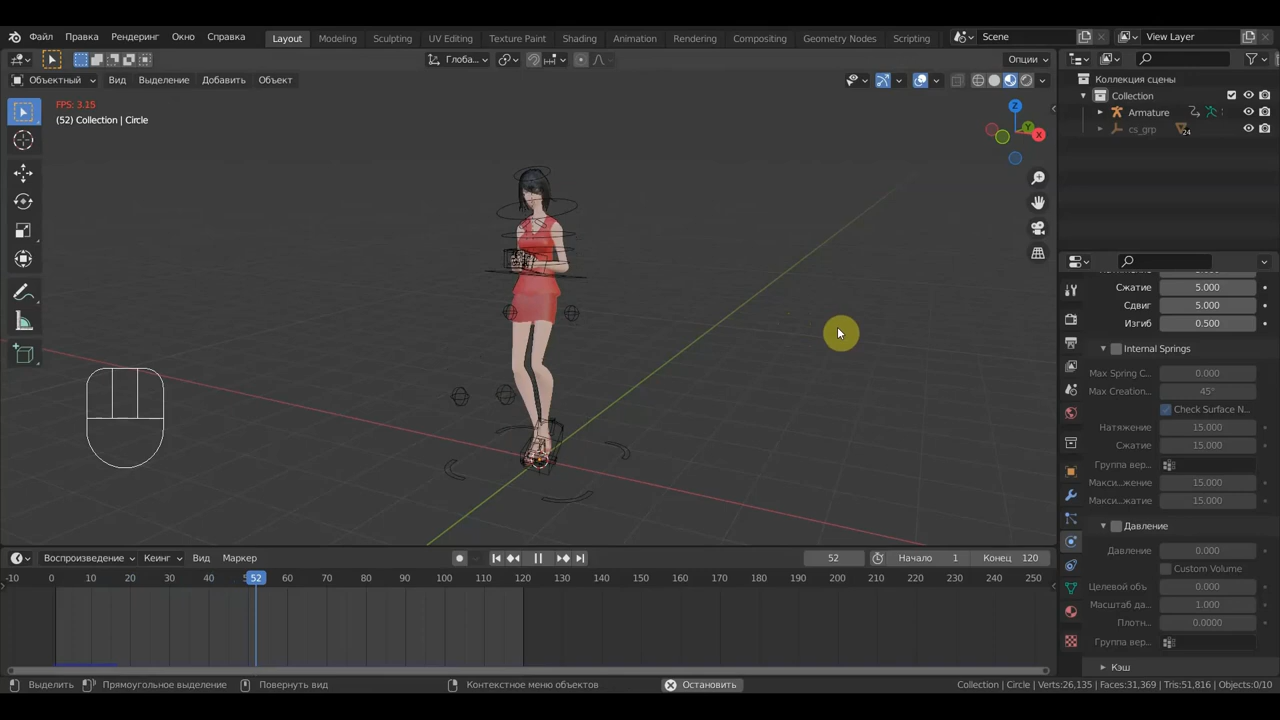 Файл Правка Рендеринг Окно Справка Layout Modeling Sculpting UV Editing Texture Paint Shading Animation Rendering Compositing Geometry Nodes Scripting Scene View Layer
Глоба... Опции
Объектный Вид Выделение Добавить Объект
FPS: 3.15
(52) Collection | Circle
Z
Y
X
Коллекция сцены
Collection
Armature
cs_grp 24
Сжатие 5.000
Сдвиг 5.000
Изгиб 0.500
Internal Springs
Max Spring C... 0.000
Max Creation... 45°
Check Surface N...
Натяжение 15.000
Сжатие 15.000
Группа вер...
Макси...жение 15.000
Макси...жатие 15.000
Давление
Давление 0.000
Custom Volume
Целевой объ 0.000
Масштаб да... 1.000
Плотн... 0.0000
Группа вер...
Кэш
Воспроизведение Кеинг Вид Маркер 52 Начало 1 Конец 120
-10 0 10 20 30 40 52 60 70 80 90 100 110 120 130 140 150 160 170 180 190 200 210 220 230 240 250
Выделить Прямоугольное выделение Повернуть вид Контекстное меню объектов Остановить Collection | Circle | Verts:26,135 | Faces:31,369 | Tris:51,816 | Objects:0/10